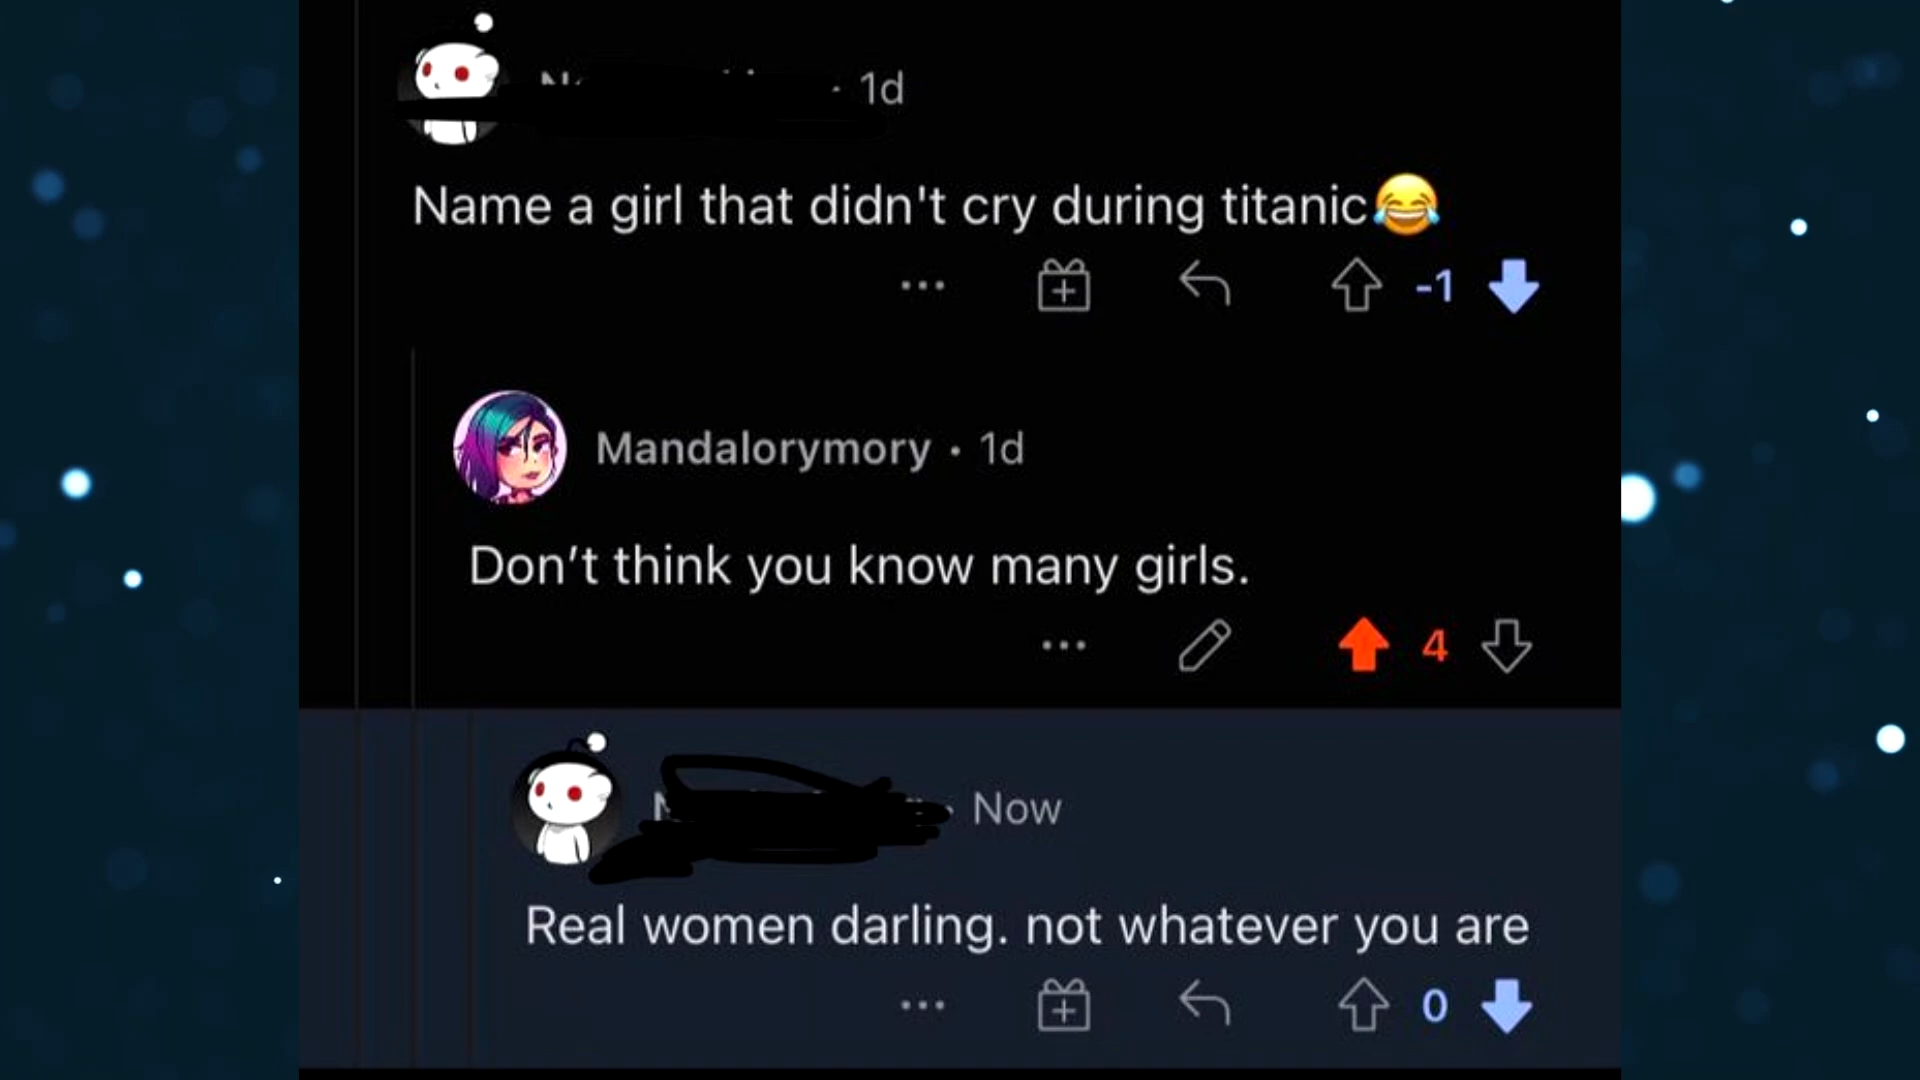 · 1d
Name a girl that didn't cry during titanic😂
-1
Mandalorymory · 1d
Don’t think you know many girls.
4
· Now
Real women darling. not whatever you are
0